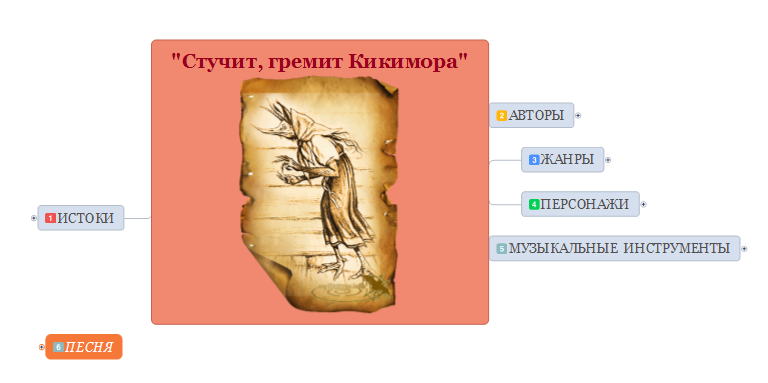 "Стучит, гремит Кикимора"
1 ИСТОКИ
2 АВТОРЫ
3 ЖАНРЫ
4 ПЕРСОНАЖИ
5 МУЗЫКАЛЬНЫЕ ИНСТРУМЕНТЫ
6 ПЕСНЯ